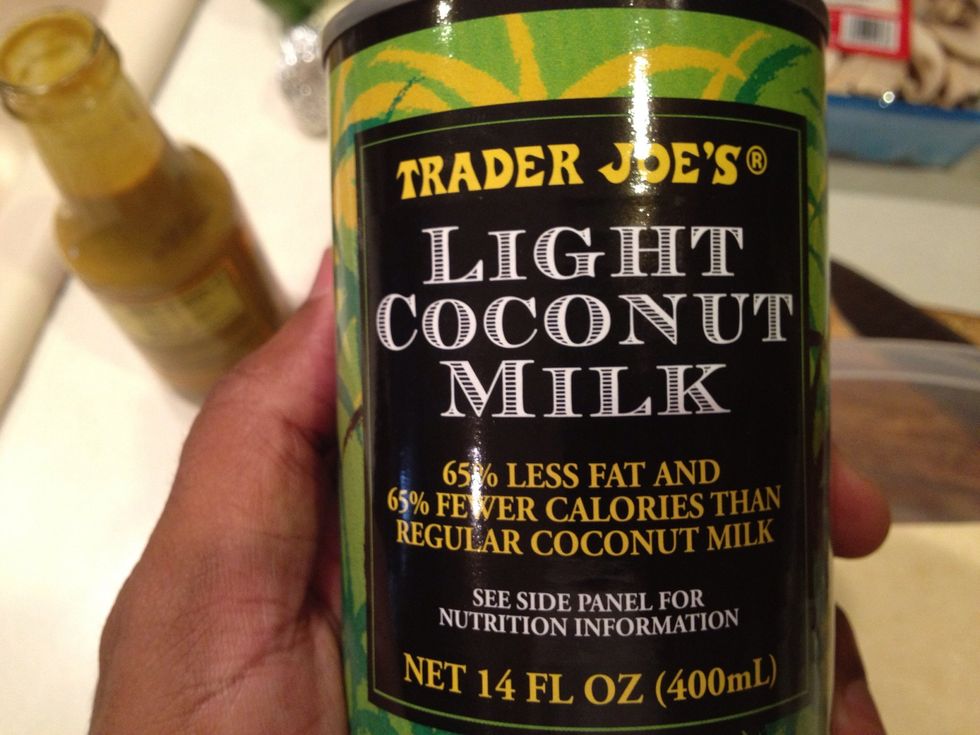 TRADER JOE'S®
LIGHT
COCONUT
MILK
65% LESS FAT AND
65% FEWER CALORIES THAN
REGULAR COCONUT MILK
SEE SIDE PANEL FOR
NUTRITION INFORMATION
NET 14 FL OZ (400mL)